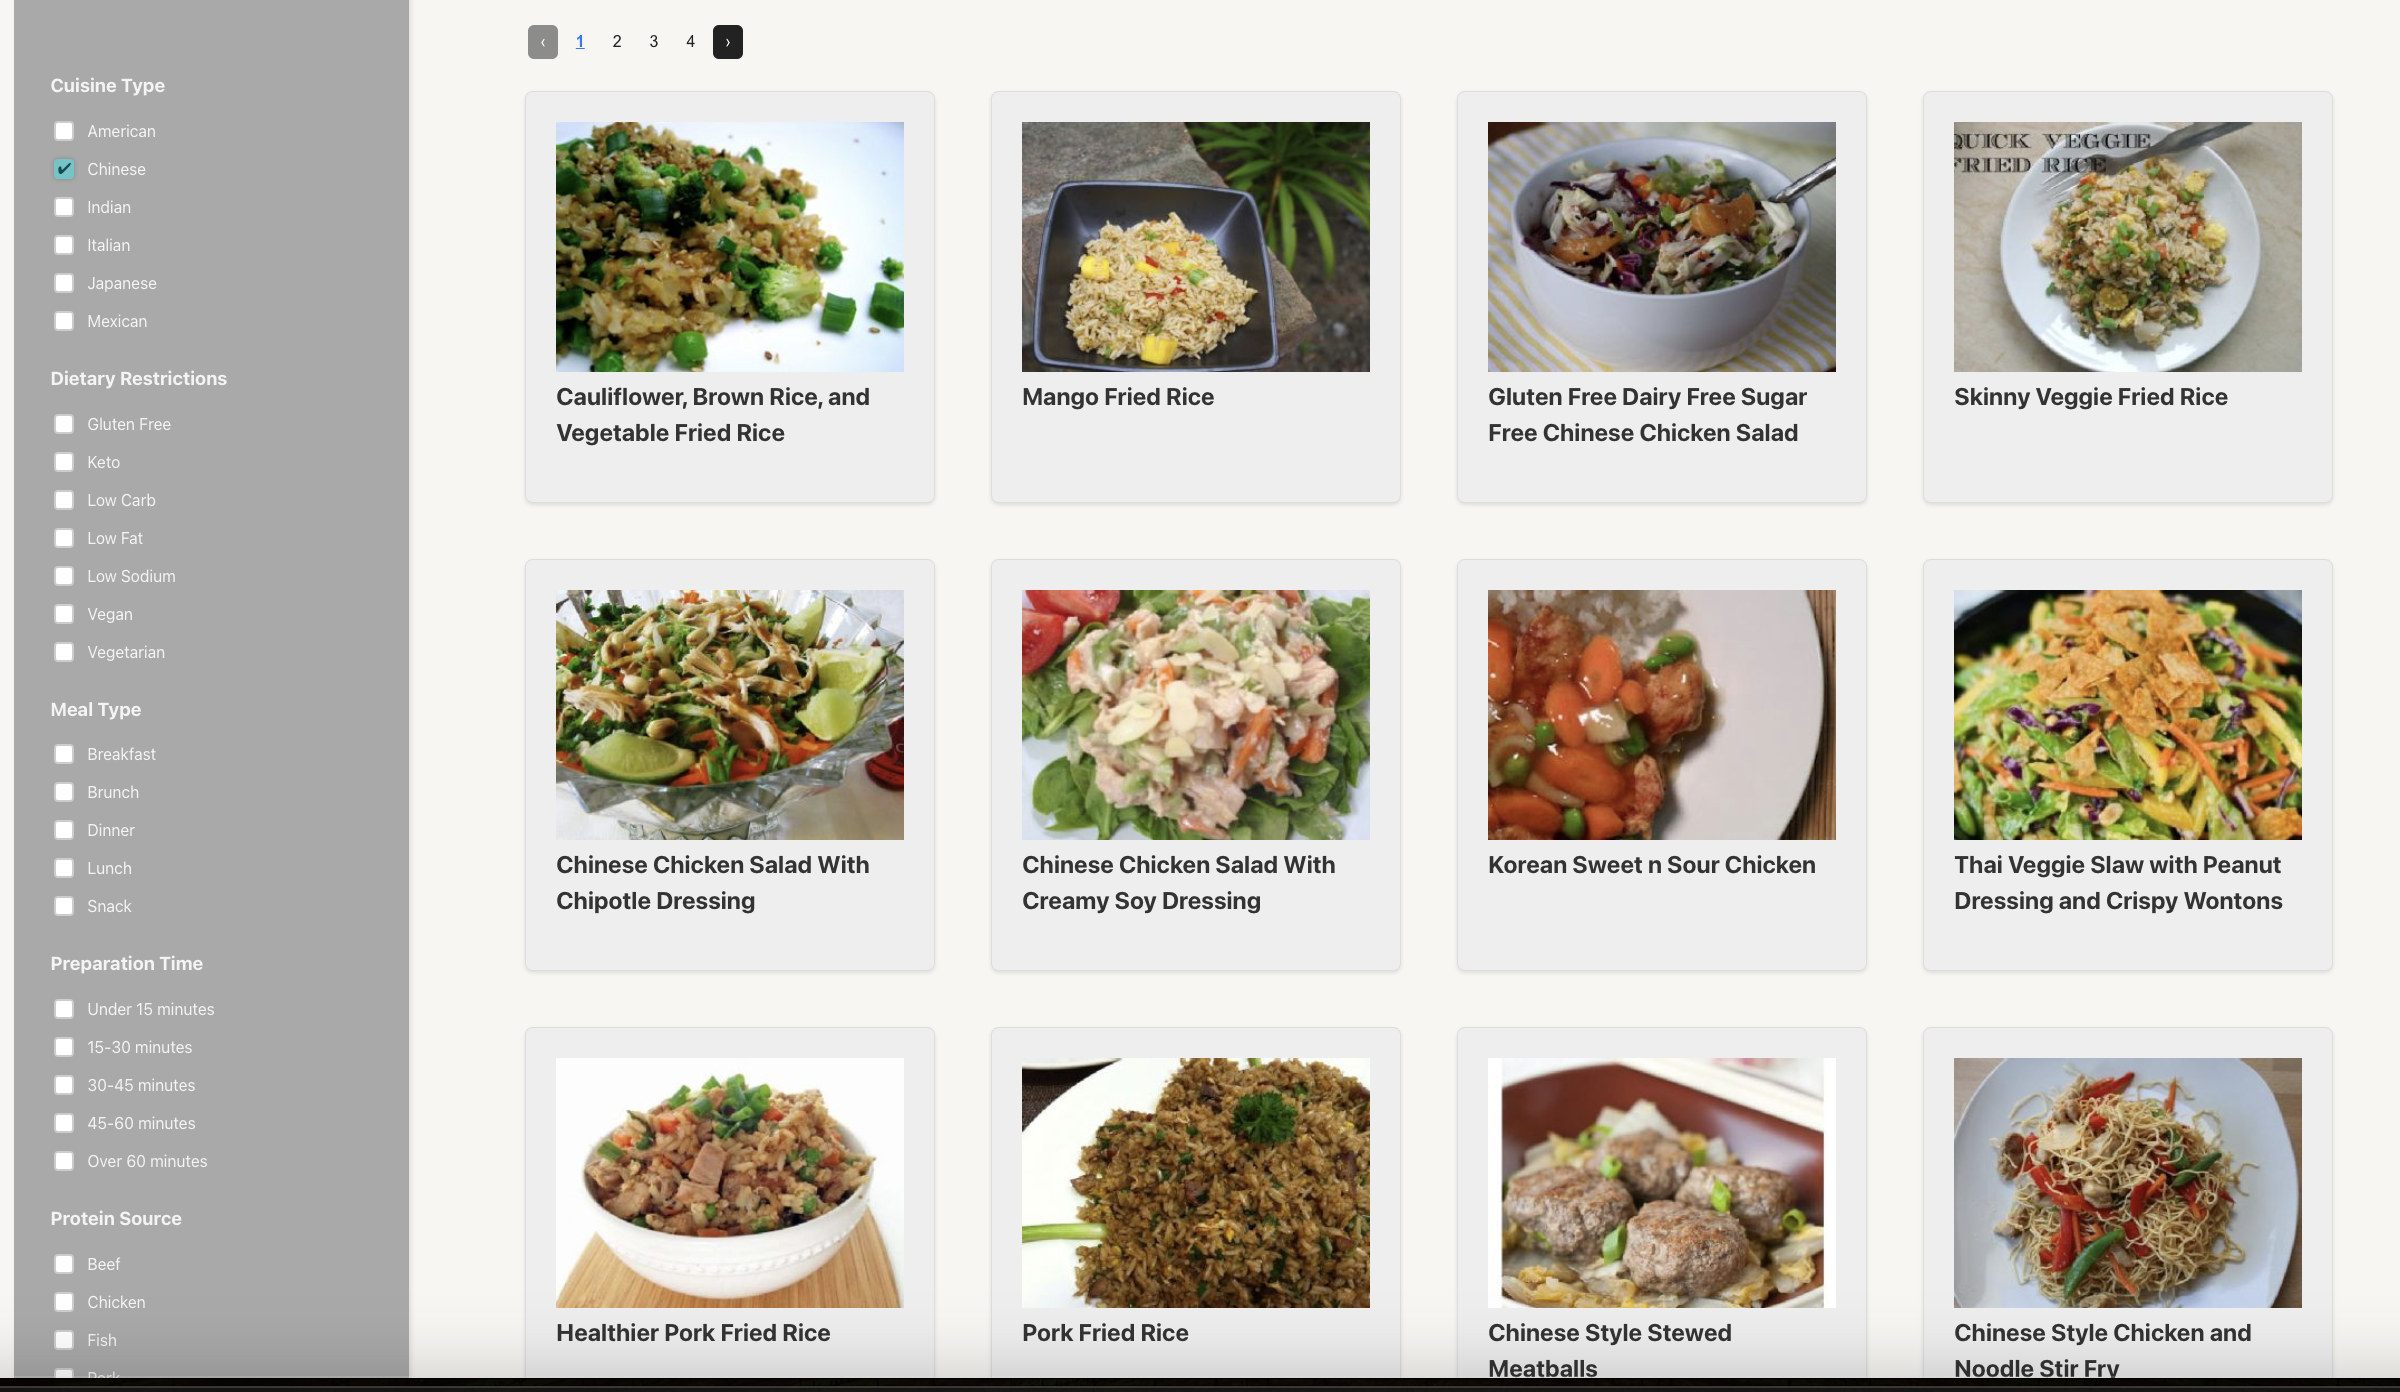 ‹ 1 2 3 4 ›
Cuisine Type
American
Chinese
Indian
Italian
Japanese
Mexican
Dietary Restrictions
Gluten Free
Keto
Low Carb
Low Fat
Low Sodium
Vegan
Vegetarian
Meal Type
Breakfast
Brunch
Dinner
Lunch
Snack
Preparation Time
Under 15 minutes
15-30 minutes
30-45 minutes
45-60 minutes
Over 60 minutes
Protein Source
Beef
Chicken
Fish
Pork
Cauliflower, Brown Rice, and
Vegetable Fried Rice
Mango Fried Rice
Gluten Free Dairy Free Sugar
Free Chinese Chicken Salad
QUICK VEGGIE
FRIED RICE
Skinny Veggie Fried Rice
Chinese Chicken Salad With
Chipotle Dressing
Chinese Chicken Salad With
Creamy Soy Dressing
Korean Sweet n Sour Chicken
Thai Veggie Slaw with Peanut
Dressing and Crispy Wontons
Healthier Pork Fried Rice
Pork Fried Rice
Chinese Style Stewed
Meatballs
Chinese Style Chicken and
Noodle Stir Fry